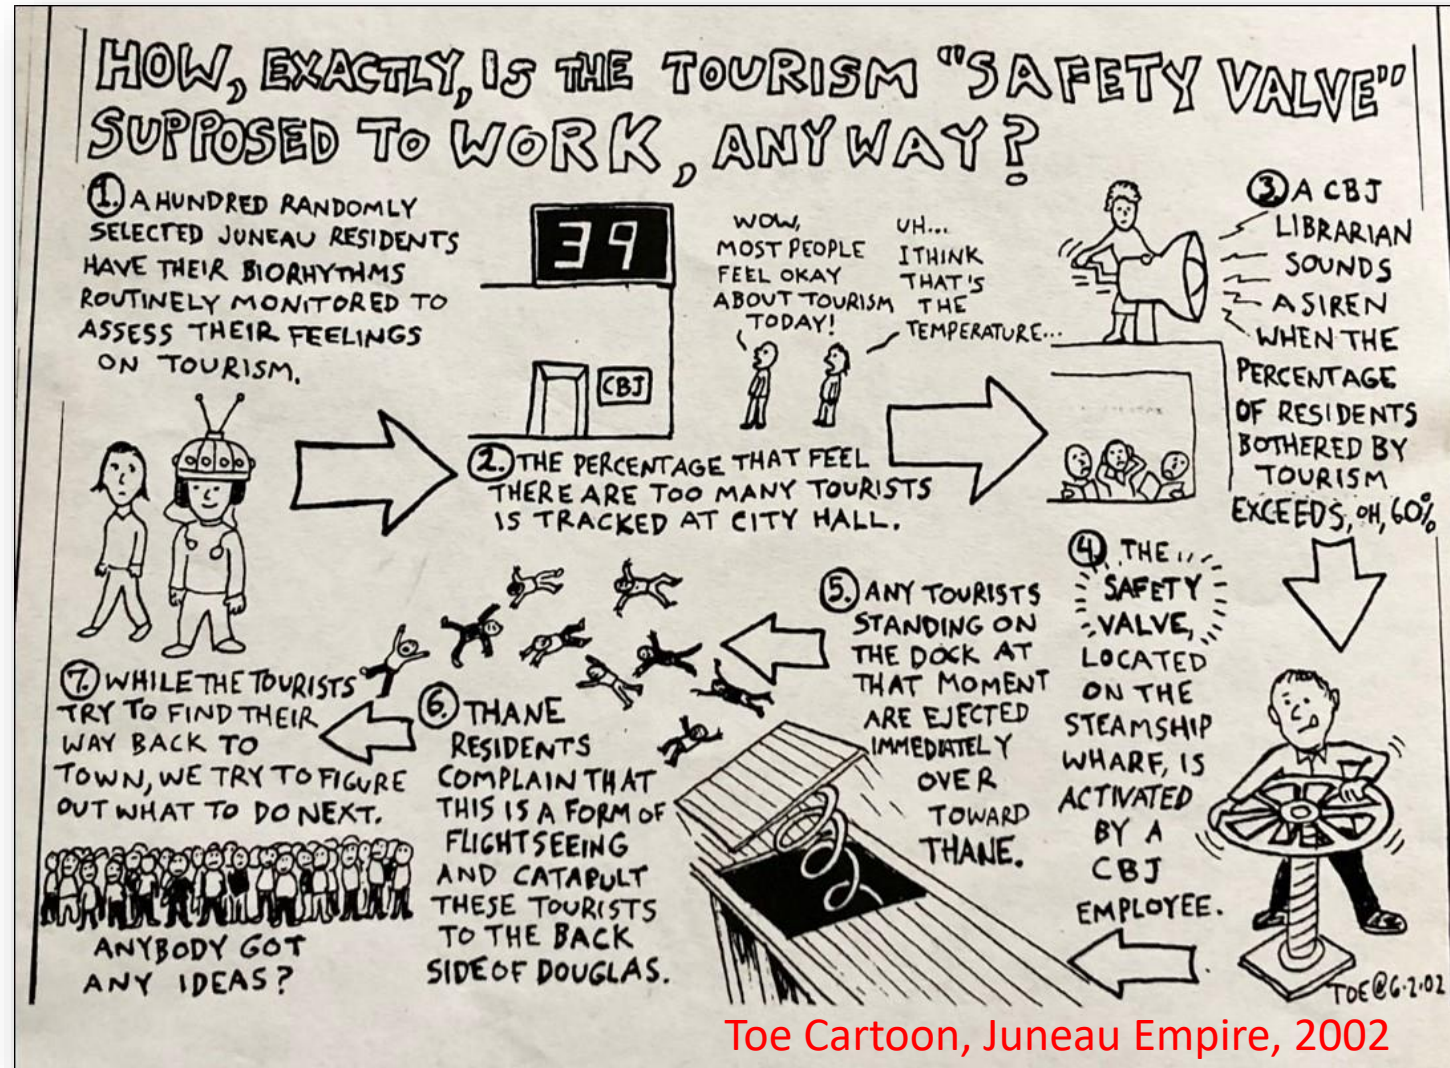 HOW, EXACTLY, IS THE TOURISM "SAFETY VALVE"
SUPPOSED TO WORK, ANYWAY?
1. A HUNDRED RANDOMLY
SELECTED JUNEAU RESIDENTS
HAVE THEIR BIORHYTHMS
ROUTINELY MONITORED TO
ASSESS THEIR FEELINGS
ON TOURISM.
39
CBJ
WOW,
MOST PEOPLE
FEEL OKAY
ABOUT TOURISM
TODAY!
UH...
I THINK
THAT'S
THE
TEMPERATURE...
2. THE PERCENTAGE THAT FEEL
THERE ARE TOO MANY TOURISTS
IS TRACKED AT CITY HALL.
3. A CBJ
LIBRARIAN
SOUNDS
A SIREN
WHEN THE
PERCENTAGE
OF RESIDENTS
BOTHERED BY
TOURISM
EXCEEDS, OH, 60%
4. THE
SAFETY
VALVE,
LOCATED
ON THE
STEAMSHIP
WHARF, IS
ACTIVATED
BY A
CBJ
EMPLOYEE.
5. ANY TOURISTS
STANDING ON
THE DOCK AT
THAT MOMENT
ARE EJECTED
IMMEDIATELY
OVER
TOWARD
THANE.
6. THANE
RESIDENTS
COMPLAIN THAT
THIS IS A FORM OF
FLIGHTSEEING
AND CATAPULT
THESE TOURISTS
TO THE BACK
SIDE OF DOUGLAS.
7. WHILE THE TOURISTS
TRY TO FIND THEIR
WAY BACK TO
TOWN, WE TRY TO FIGURE
OUT WHAT TO DO NEXT.
ANYBODY GOT
ANY IDEAS?
TOE@6·2·02
Toe Cartoon, Juneau Empire, 2002